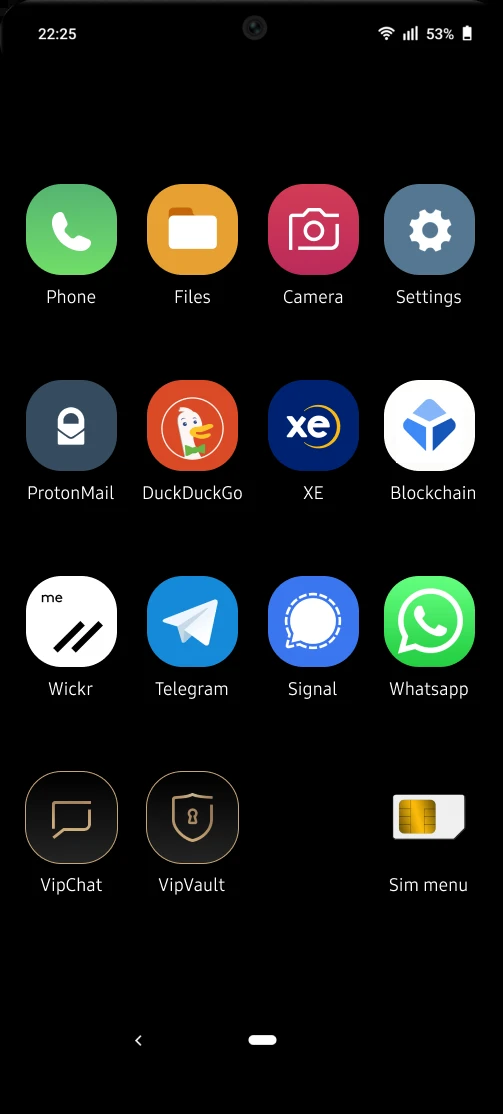 22:25 53%
Phone Files Camera Settings
xe
ProtonMail DuckDuckGo XE Blockchain
me
Wickr Telegram Signal Whatsapp
VipChat VipVault Sim menu